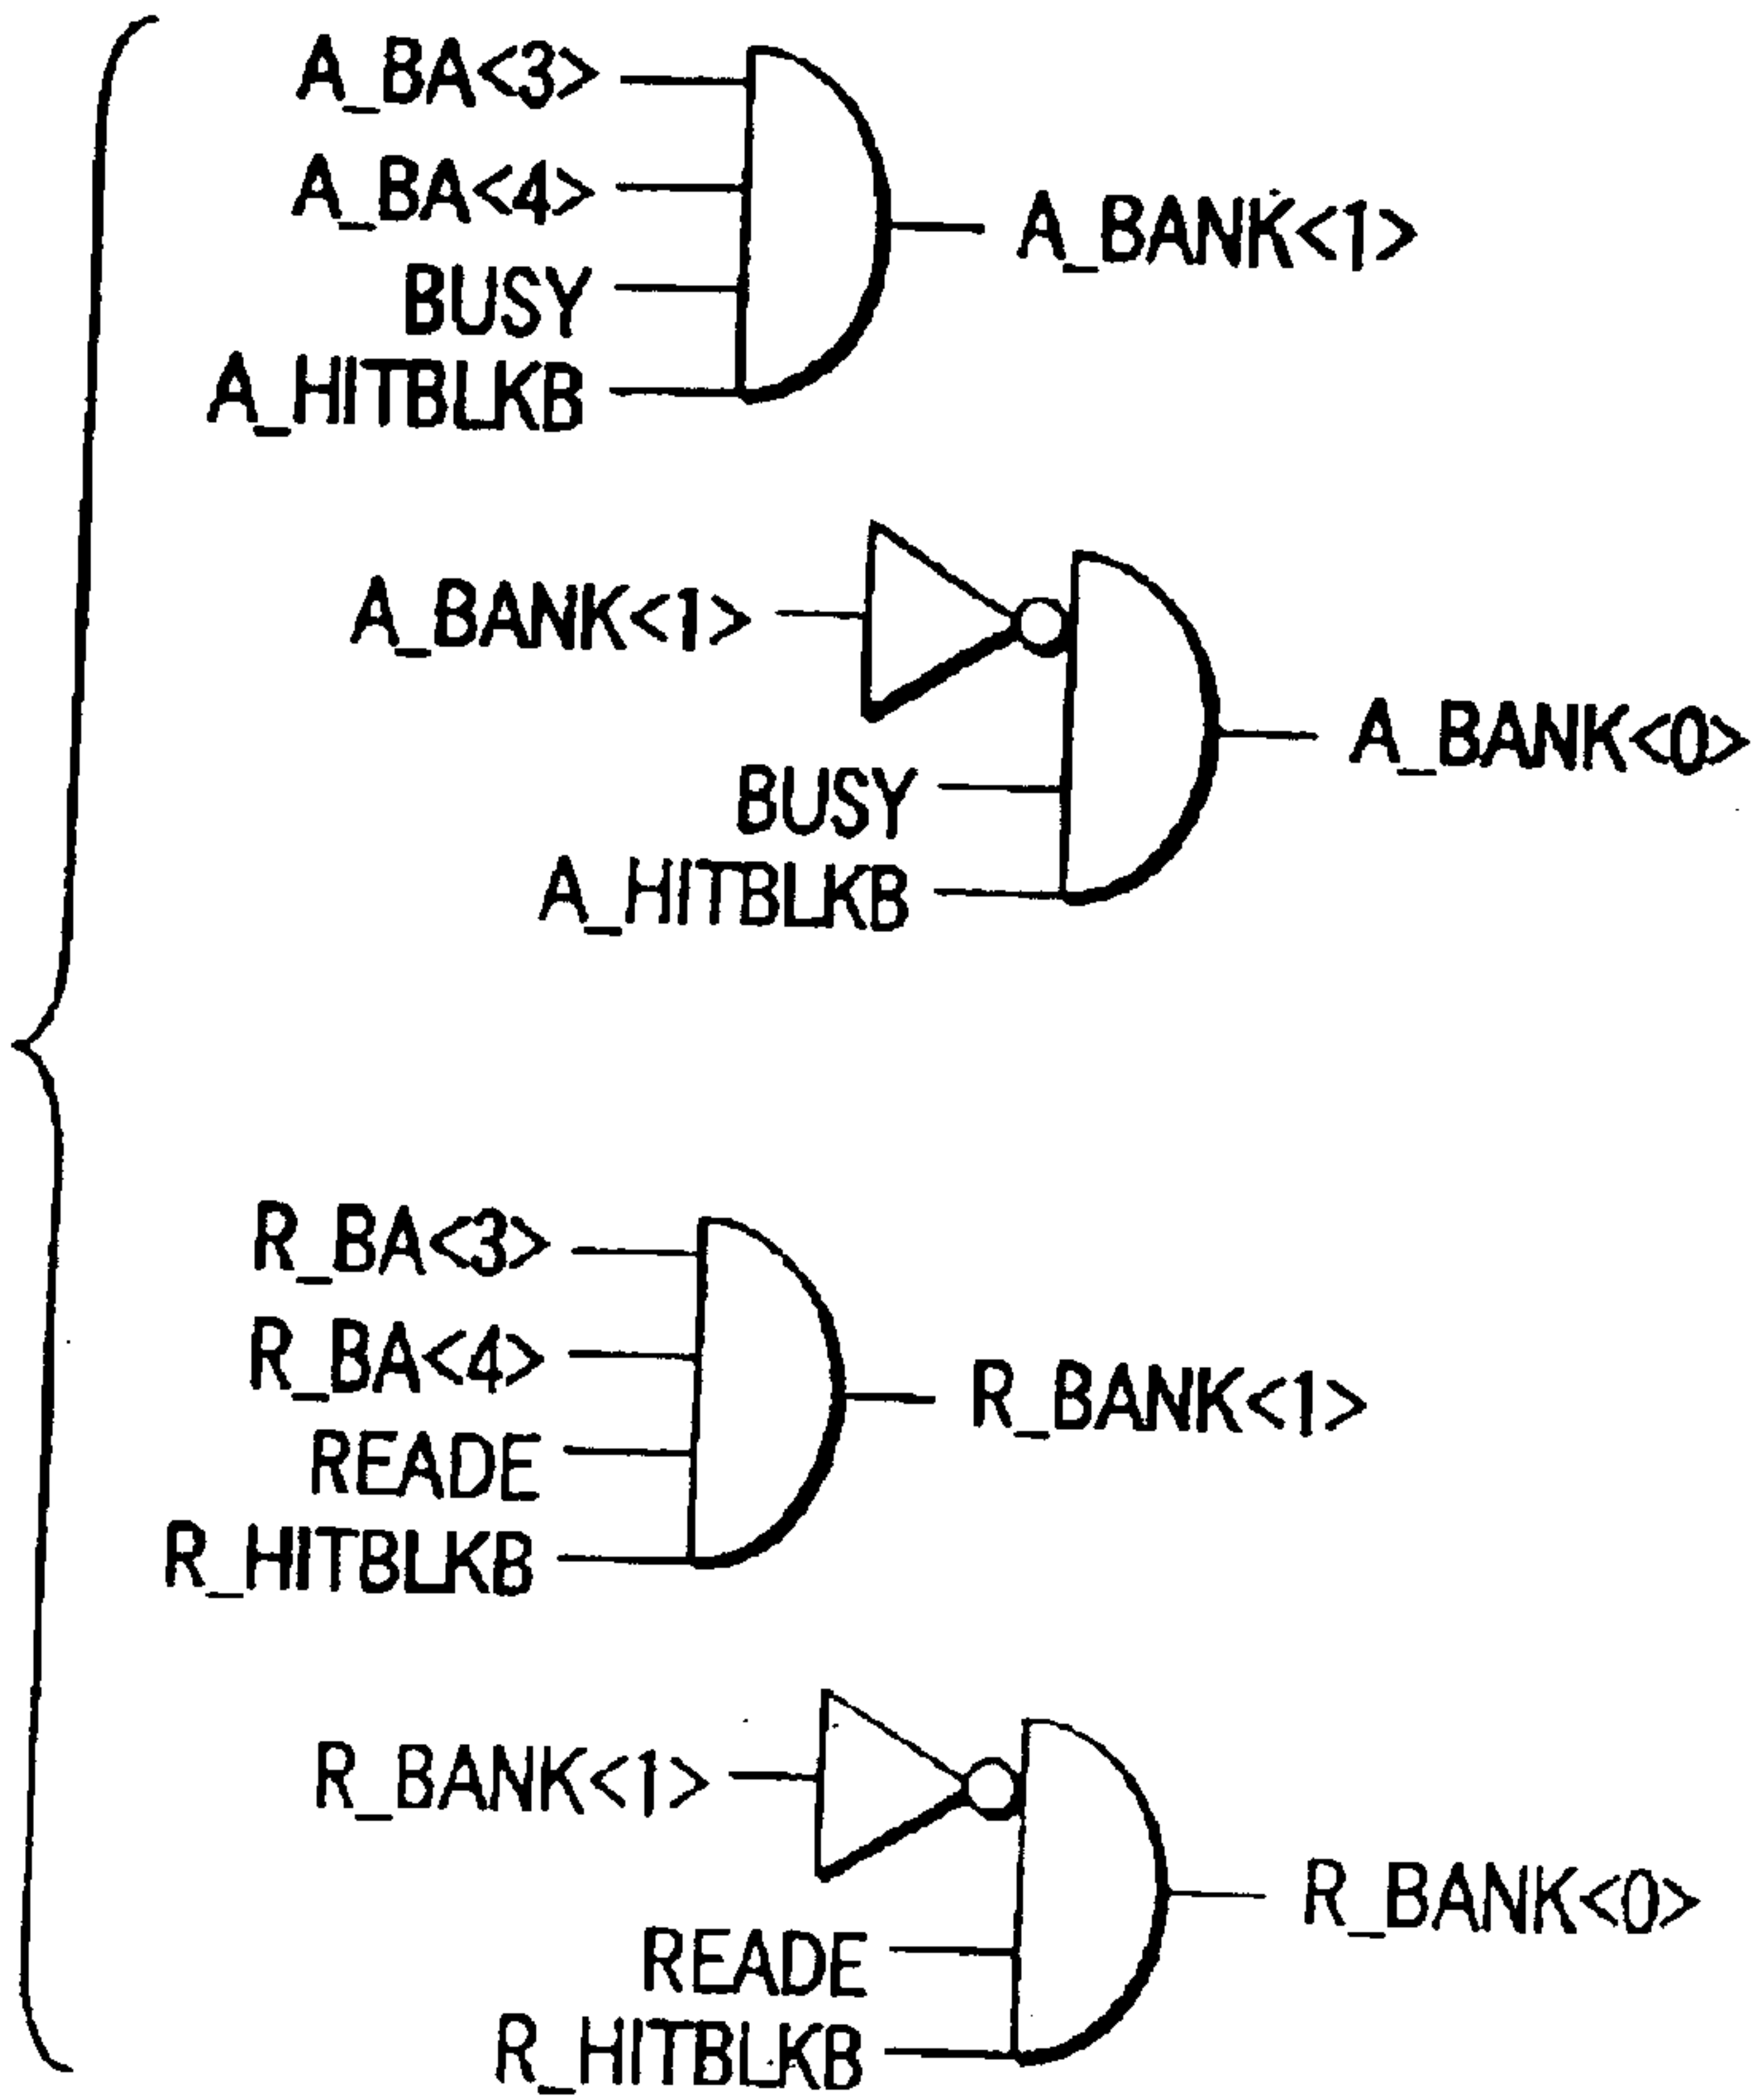 A_BA<3>
A_BA<4>
BUSY
A_HITBLKB
A_BANK<1>
A_BANK<1>
BUSY
A_HITBLKB
A_BANK<0>
R_BA<3>
R_BA<4>
READE
R_HITBLKB
R_BANK<1>
R_BANK<1>
READE
R_HITBLKB
R_BANK<0>